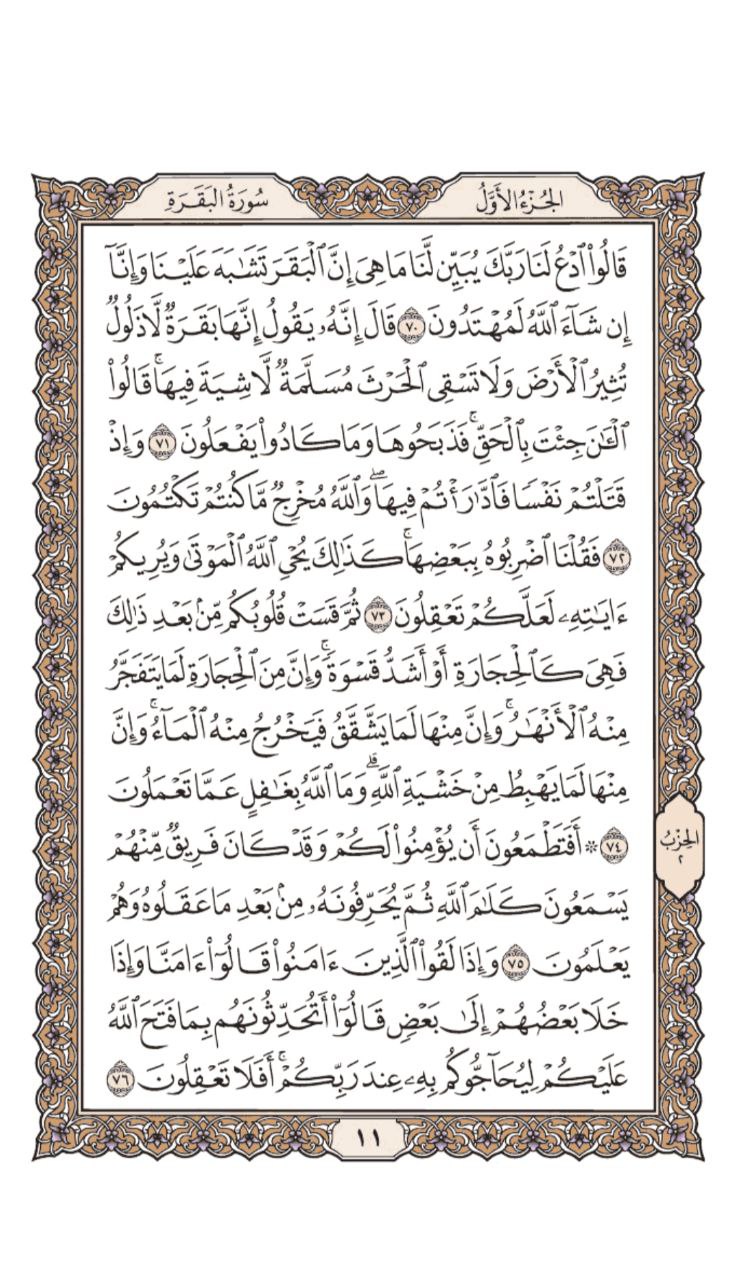 الجُزْءُ الأَوَّلُ سُورَةُ البَقَرَةِ
قَالُواْ ٱدْعُ لَنَا رَبَّكَ يُبَيِّن لَّنَا مَا هِىَ إِنَّ ٱلْبَقَرَ تَشَٰبَهَ عَلَيْنَا وَإِنَّآ
إِن شَآءَ ٱللَّهُ لَمُهْتَدُونَ ٧٠ قَالَ إِنَّهُۥ يَقُولُ إِنَّهَا بَقَرَةٌ لَّا ذَلُولٌ
تُثِيرُ ٱلْأَرْضَ وَلَا تَسْقِى ٱلْحَرْثَ مُسَلَّمَةٌ لَّا شِيَةَ فِيهَاۚ قَالُواْ
ٱلْـَٰٔنَ جِئْتَ بِٱلْحَقِّۚ فَذَبَحُوهَا وَمَا كَادُواْ يَفْعَلُونَ ٧١ وَإِذْ
قَتَلْتُمْ نَفْسًا فَٱدَّٰرَْٰٔتُمْ فِيهَاۖ وَٱللَّهُ مُخْرِجٌ مَّا كُنتُمْ تَكْتُمُونَ
٧٢ فَقُلْنَا ٱضْرِبُوهُ بِبَعْضِهَاۚ كَذَٰلِكَ يُحْىِ ٱللَّهُ ٱلْمَوْتَىٰ وَيُرِيكُمْ
ءَايَٰتِهِۦ لَعَلَّكُمْ تَعْقِلُونَ ٧٣ ثُمَّ قَسَتْ قُلُوبُكُم مِّنۢ بَعْدِ ذَٰلِكَ
فَهِىَ كَٱلْحِجَارَةِ أَوْ أَشَدُّ قَسْوَةًۚ وَإِنَّ مِنَ ٱلْحِجَارَةِ لَمَا يَتَفَجَّرُ
مِنْهُ ٱلْأَنْهَٰرُۚ وَإِنَّ مِنْهَا لَمَا يَشَّقَّقُ فَيَخْرُجُ مِنْهُ ٱلْمَآءُۚ وَإِنَّ
مِنْهَا لَمَا يَهْبِطُ مِنْ خَشْيَةِ ٱللَّهِۗ وَمَا ٱللَّهُ بِغَٰفِلٍ عَمَّا تَعْمَلُونَ
٧٤ ۞ أَفَتَطْمَعُونَ أَن يُؤْمِنُواْ لَكُمْ وَقَدْ كَانَ فَرِيقٌ مِّنْهُمْ
الحِزْبُ
٢
يَسْمَعُونَ كَلَٰمَ ٱللَّهِ ثُمَّ يُحَرِّفُونَهُۥ مِنۢ بَعْدِ مَا عَقَلُوهُ وَهُمْ
يَعْلَمُونَ ٧٥ وَإِذَا لَقُواْ ٱلَّذِينَ ءَامَنُواْ قَالُوٓاْ ءَامَنَّا وَإِذَا
خَلَا بَعْضُهُمْ إِلَىٰ بَعْضٍ قَالُوٓاْ أَتُحَدِّثُونَهُم بِمَا فَتَحَ ٱللَّهُ
عَلَيْكُمْ لِيُحَآجُّوكُم بِهِۦ عِندَ رَبِّكُمْۚ أَفَلَا تَعْقِلُونَ ٧٦
١١